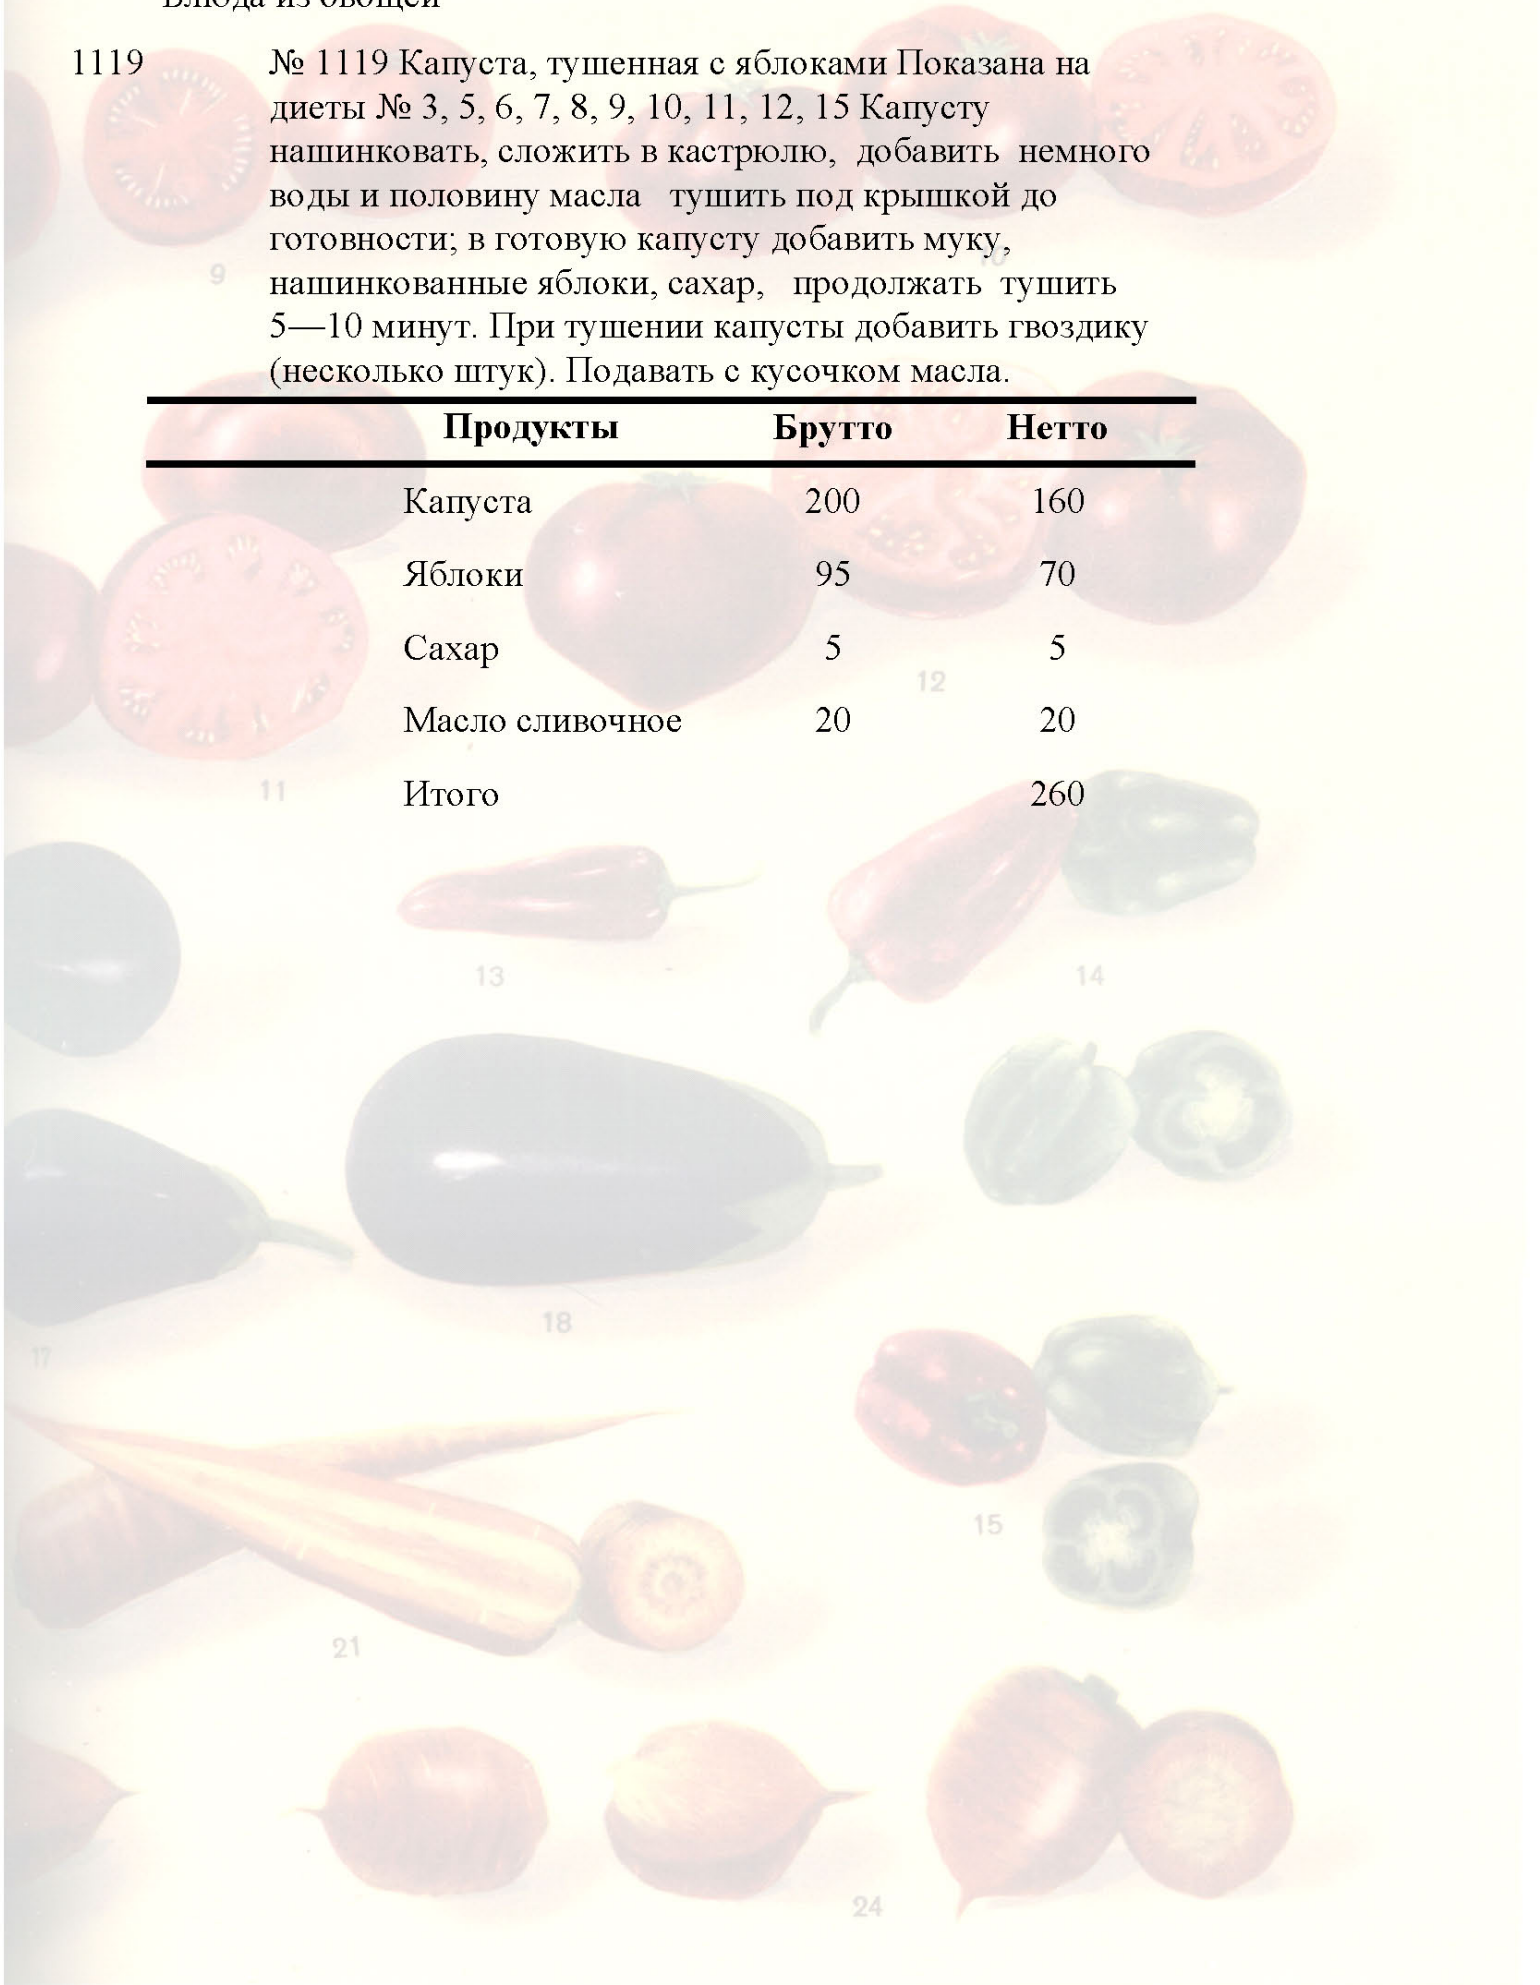 Блюда из овощей
1119
№ 1119 Капуста, тушенная с яблоками Показана на
диеты № 3, 5, 6, 7, 8, 9, 10, 11, 12, 15 Капусту
нашинковать, сложить в кастрюлю, добавить немного
воды и половину масла тушить под крышкой до
готовности; в готовую капусту добавить муку,
нашинкованные яблоки, сахар, продолжать тушить
5—10 минут. При тушении капусты добавить гвоздику
(несколько штук). Подавать с кусочком масла.
Продукты Брутто Нетто
Капуста 200 160
Яблоки 95 70
Сахар 5 5
Масло сливочное 20 20
Итого 260
9
10
12
11
13
14
18
17
15
21
24